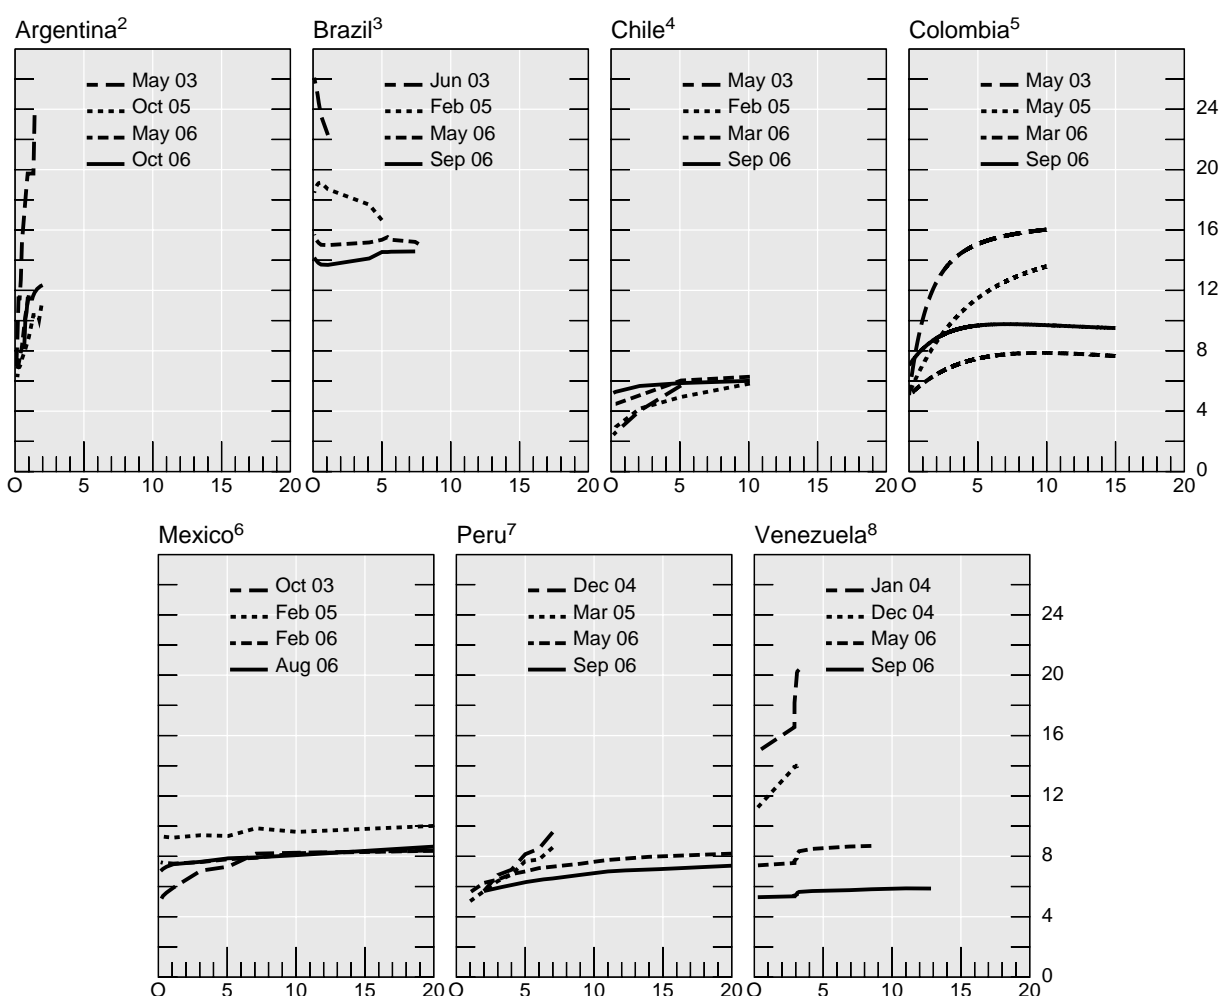 Argentina² Brazil³ Chile⁴ Colombia⁵
May 03 Jun 03 May 03 May 03
Oct 05 Feb 05 Feb 05 May 05 24
May 06 May 06 Mar 06 Mar 06
Oct 06 Sep 06 Sep 06 Sep 06
20
16
12
8
4
0
O 5 10 15 20 O 5 10 15 20 O 5 10 15 20 O 5 10 15 20
Mexico⁶ Peru⁷ Venezuela⁸
Oct 03 Dec 04 Jan 04
Feb 05 Mar 05 Dec 04 24
Feb 06 May 06 May 06
Aug 06 Sep 06 Sep 06
20
16
12
8
4
0
O 5 10 15 20 O 5 10 15 20 O 5 10 15 20